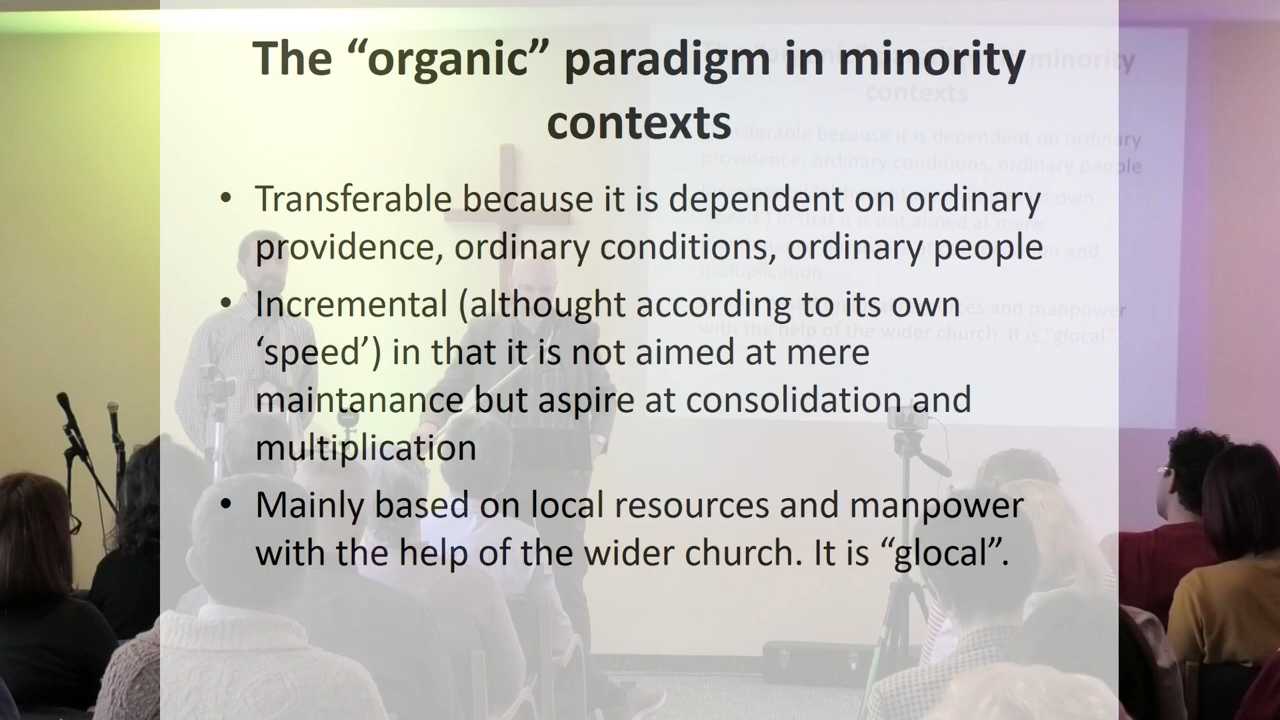 The “organic” paradigm in minority
contexts
• Transferable because it is dependent on ordinary
providence, ordinary conditions, ordinary people
• Incremental (althought according to its own
‘speed’) in that it is not aimed at mere
maintanance but aspire at consolidation and
multiplication
• Mainly based on local resources and manpower
with the help of the wider church. It is “glocal”.